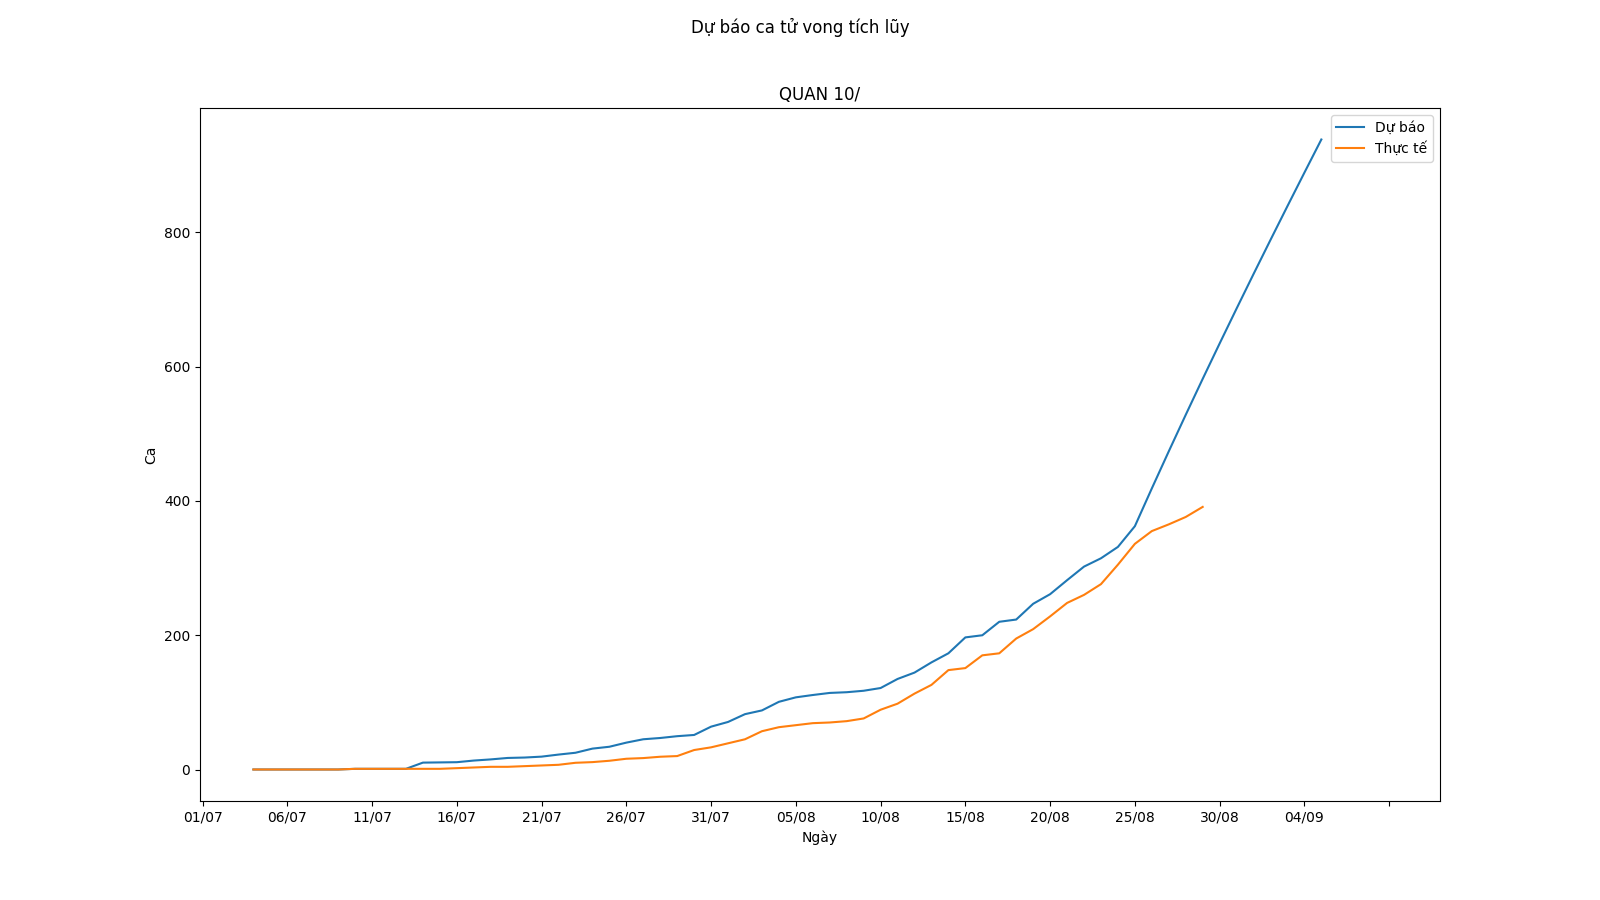 Dự báo ca tử vong tích lũy
QUAN 10/
Dự báo
Thực tế
800
600
400
200
0
Ca
01/07 06/07 11/07 16/07 21/07 26/07 31/07 05/08 10/08 15/08 20/08 25/08 30/08 04/09
Ngày